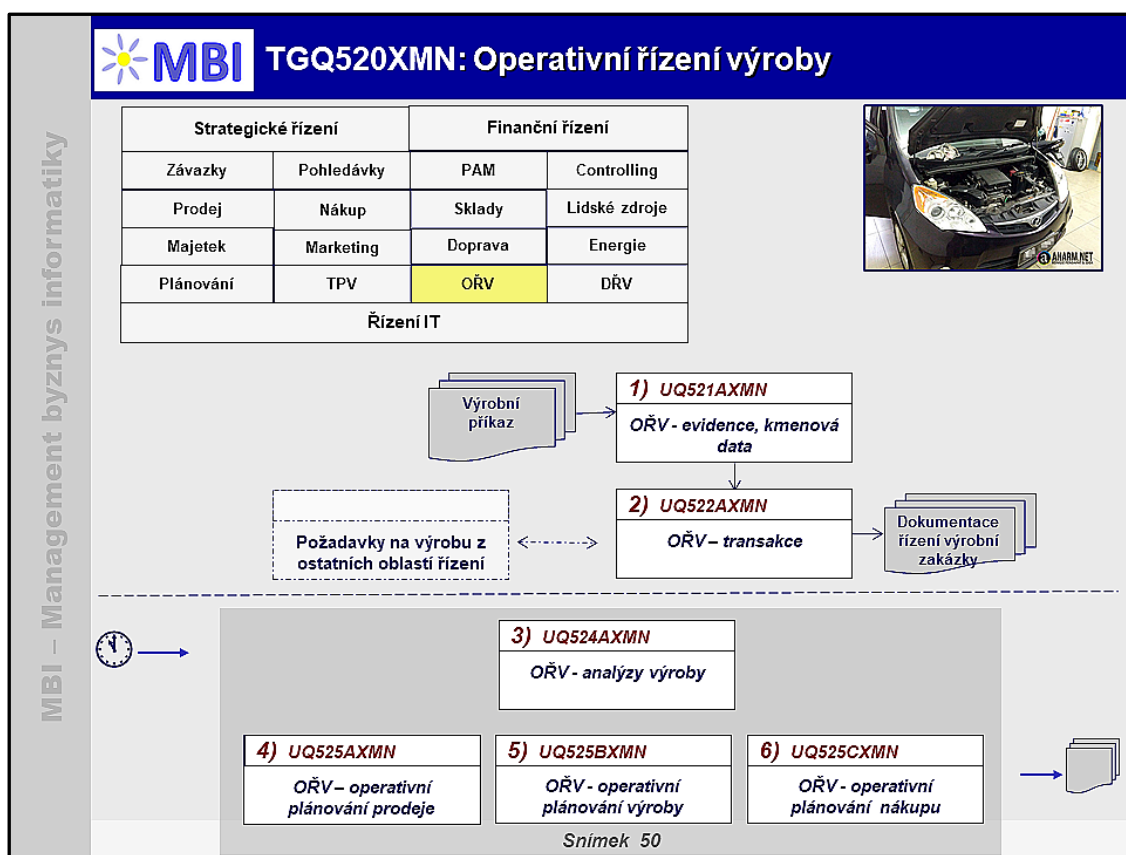 MBI
TGQ520XMN: Operativní řízení výroby
MBI – Management byznys informatiky
Strategické řízení
Finanční řízení
Závazky
Pohledávky
PAM
Controlling
Prodej
Nákup
Sklady
Lidské zdroje
Majetek
Marketing
Doprava
Energie
Plánování
TPV
OŘV
DŘV
Řízení IT
AHARM.NET
Výrobní
příkaz
1) UQ521AXMN
OŘV - evidence, kmenová
data
2) UQ522AXMN
OŘV – transakce
Požadavky na výrobu z
ostatních oblastí řízení
Dokumentace
řízení výrobní
zakázky
3) UQ524AXMN
OŘV - analýzy výroby
4) UQ525AXMN
OŘV – operativní
plánování prodeje
5) UQ525BXMN
OŘV - operativní
plánování výroby
6) UQ525CXMN
OŘV - operativní
plánování nákupu
Snímek 50